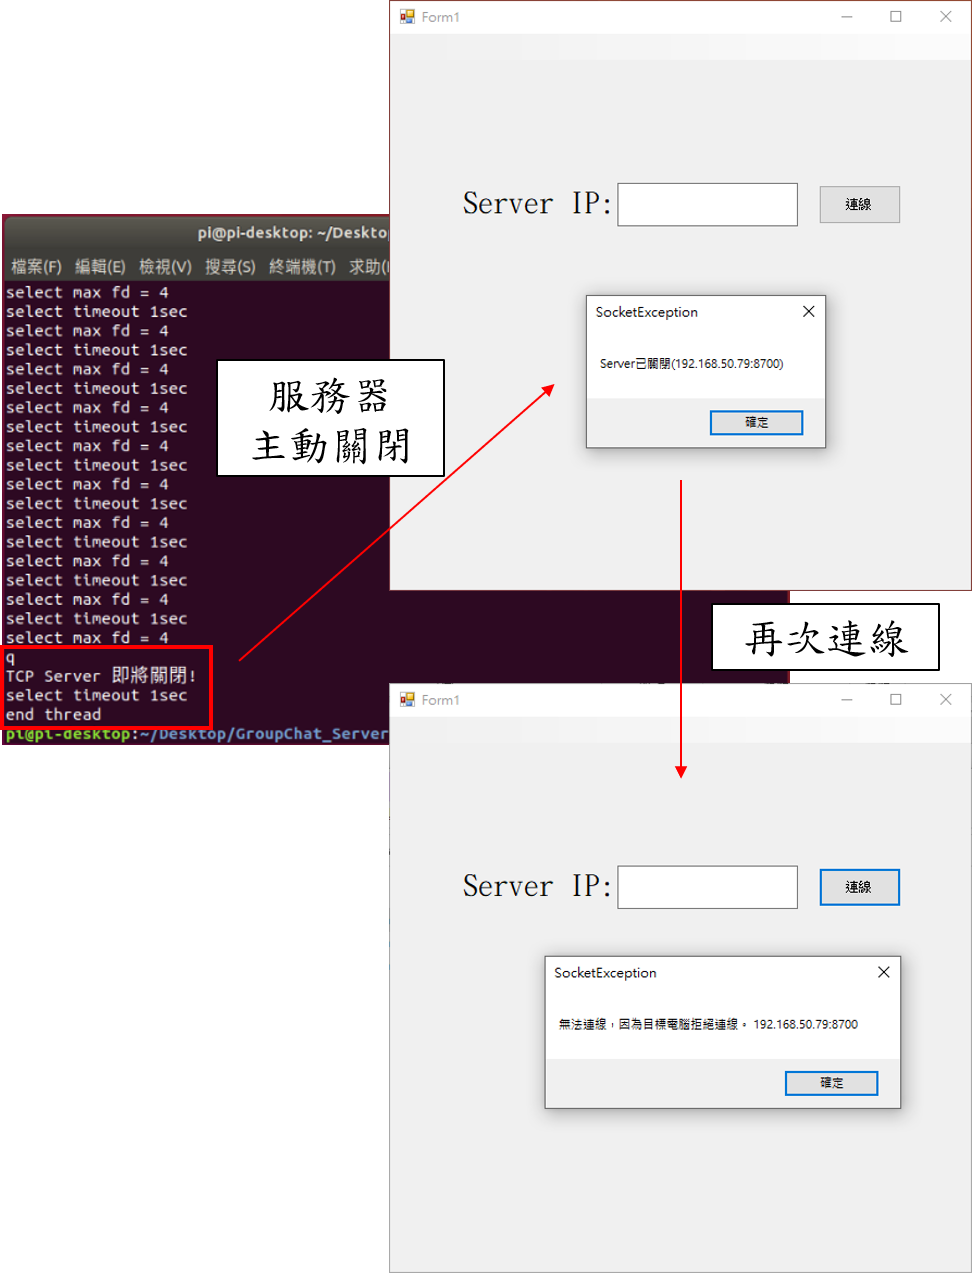 Form1
Server IP:
連線
SocketException
Server已關閉(192.168.50.79:8700)
確定
pi@pi-desktop: ~/Deskto
檔案(F) 編輯(E) 檢視(V) 搜尋(S) 終端機(T) 求助(
select max fd = 4
select timeout 1sec
select max fd = 4
select timeout 1sec
select max fd = 4
select timeout 1sec
select max fd = 4
select timeout 1sec
select max fd = 4
select timeout 1sec
select max fd = 4
select timeout 1sec
select max fd = 4
select timeout 1sec
select max fd = 4
select timeout 1sec
select max fd = 4
select timeout 1sec
select max fd = 4
q
TCP Server 即將關閉!
select timeout 1sec
end thread
pi@pi-desktop:~/Desktop/GroupChat_Server
服務器
主動關閉
再次連線
Form1
Server IP:
連線
SocketException
無法連線，因為目標電腦拒絕連線。 192.168.50.79:8700
確定